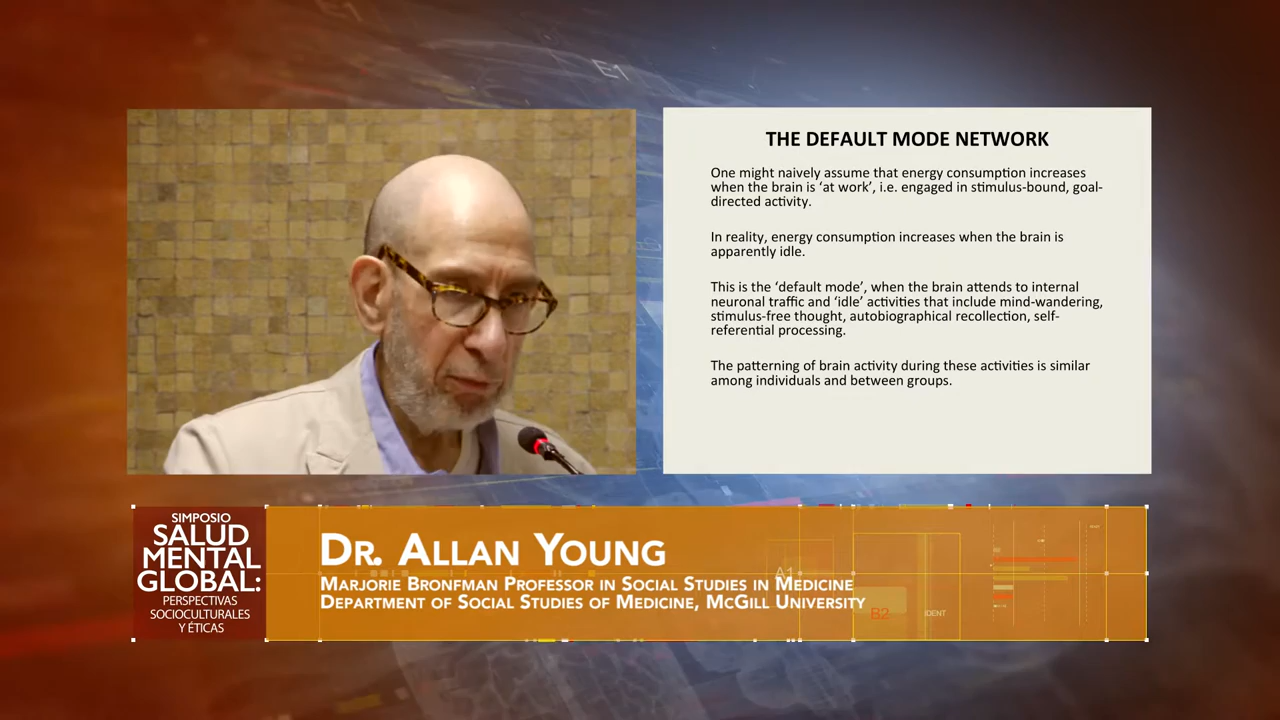 E1
THE DEFAULT MODE NETWORK
One might naively assume that energy consumption increases
when the brain is ‘at work’, i.e. engaged in stimulus-bound, goal-
directed activity.
In reality, energy consumption increases when the brain is
apparently idle.
This is the ‘default mode’, when the brain attends to internal
neuronal traffic and ‘idle’ activities that include mind-wandering,
stimulus-free thought, autobiographical recollection, self-
referential processing.
The patterning of brain activity during these activities is similar
among individuals and between groups.
SIMPOSIO
SALUD
MENTAL
GLOBAL:
PERSPECTIVAS
SOCIOCULTURALES
Y ÉTICAS
DR. ALLAN YOUNG
MARJORIE BRONFMAN PROFESSOR IN SOCIAL STUDIES IN MEDICINE
DEPARTMENT OF SOCIAL STUDIES OF MEDICINE, MCGILL UNIVERSITY
A1
B2
IDENT